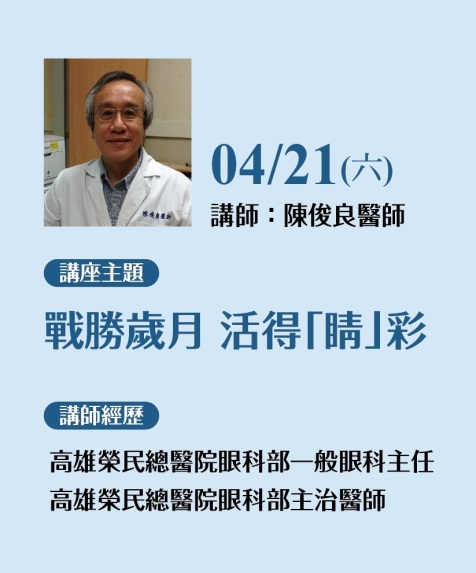 04/21(六)
講師：陳俊良醫師
講座主題
戰勝歲月 活得「睛」彩
講師經歷
高雄榮民總醫院眼科部一般眼科主任
高雄榮民總醫院眼科部主治醫師